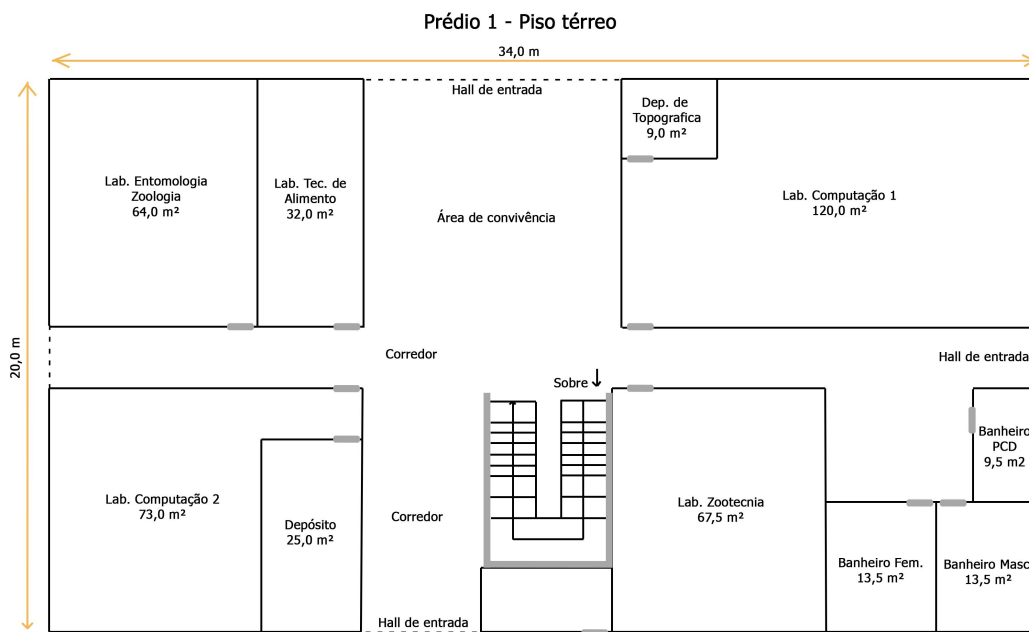 Prédio 1 - Piso térreo
34,0 m
Hall de entrada
Dep. de
Topografica
9,0 m²
Lab. Entomologia
Zoologia
64,0 m²
Lab. Tec. de
Alimento
32,0 m²
Área de convivência
Lab. Computação 1
120,0 m²
20,0 m
Corredor
Hall de entrada
Sobre
Banheiro
PCD
9,5 m2
Lab. Computação 2
73,0 m²
Depósito
25,0 m²
Corredor
Lab. Zootecnia
67,5 m²
Banheiro Fem.
13,5 m²
Banheiro Masc
13,5 m²
Hall de entrada